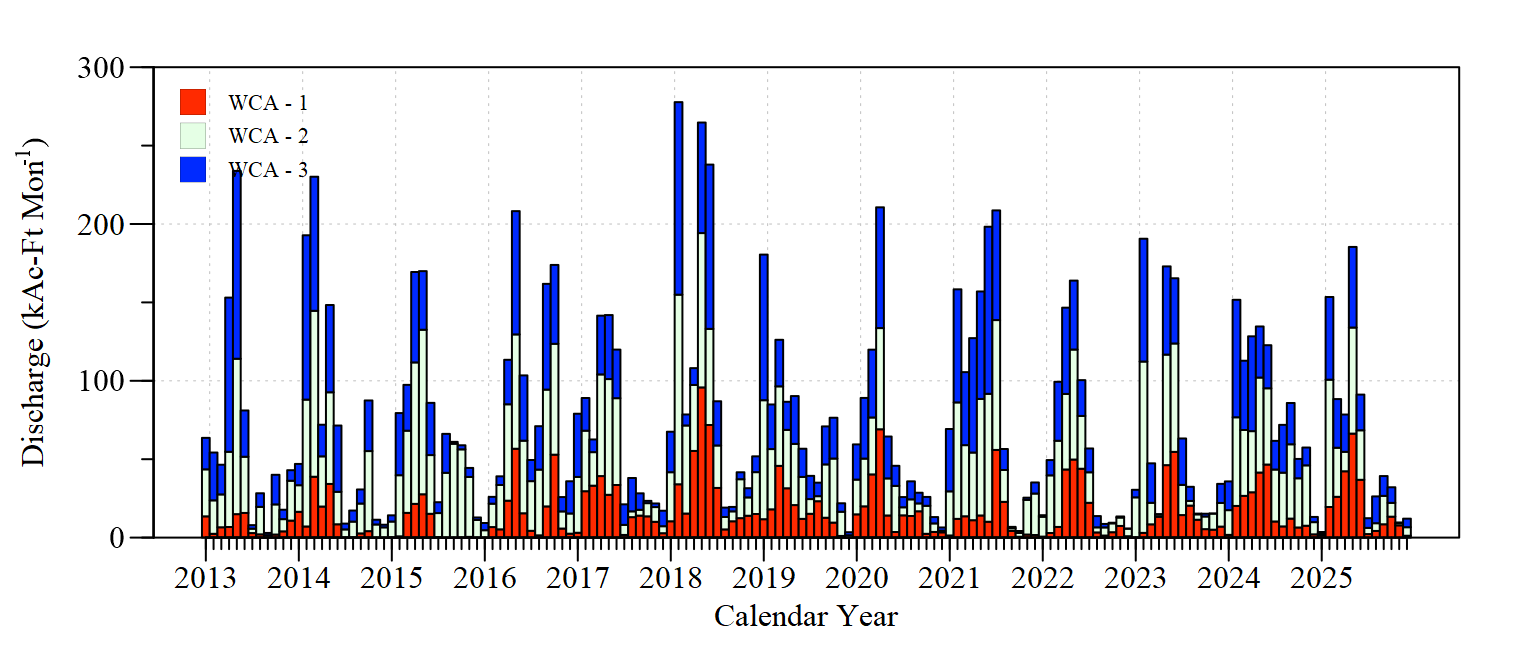 300
200
100
0
WCA - 1
WCA - 2
WCA - 3
Discharge (kAc-Ft Mon-1)
2013 2014 2015 2016 2017 2018 2019 2020 2021 2022 2023 2024 2025
Calendar Year